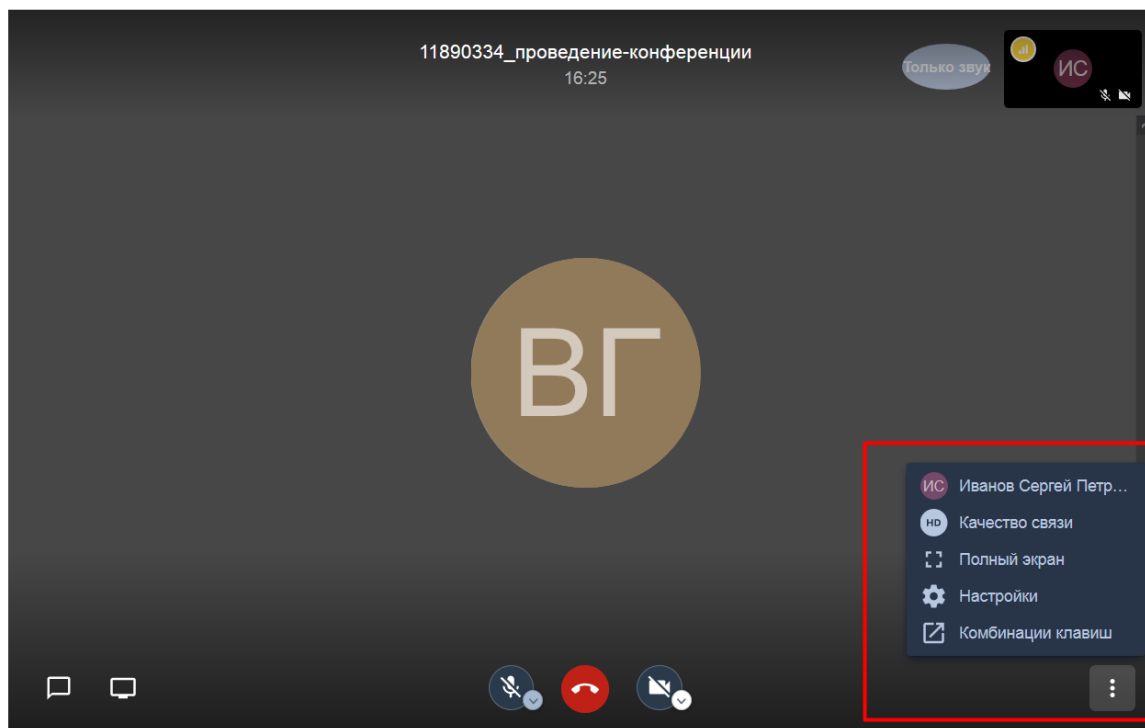 11890334_проведение-конференции
16:25
Только звук
ИС
ВГ
ИС Иванов Сергей Петр...
HD Качество связи
Полный экран
Настройки
Комбинации клавиш